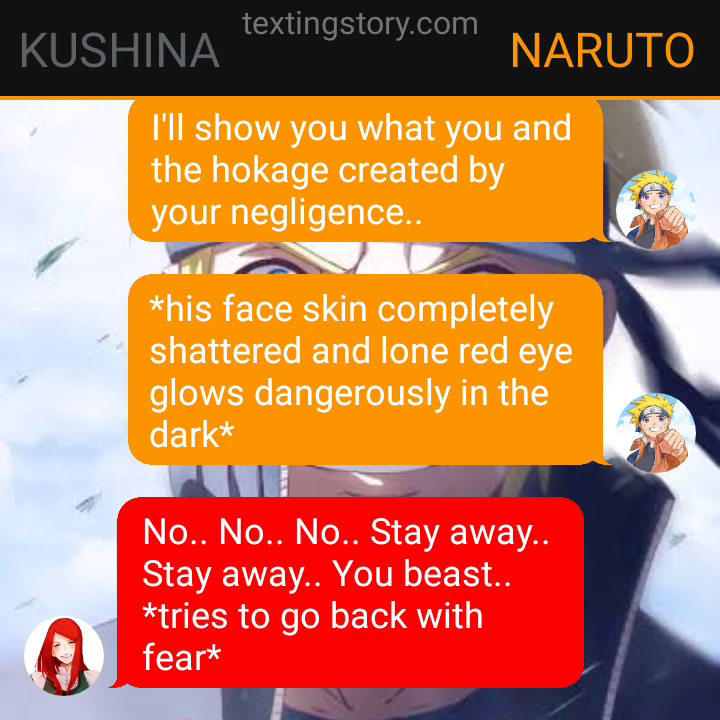 textingstory.com
KUSHINA
NARUTO
I'll show you what you and
the hokage created by
your negligence..
*his face skin completely
shattered and lone red eye
glows dangerously in the
dark*
No.. No.. No.. Stay away..
Stay away.. You beast..
*tries to go back with
fear*